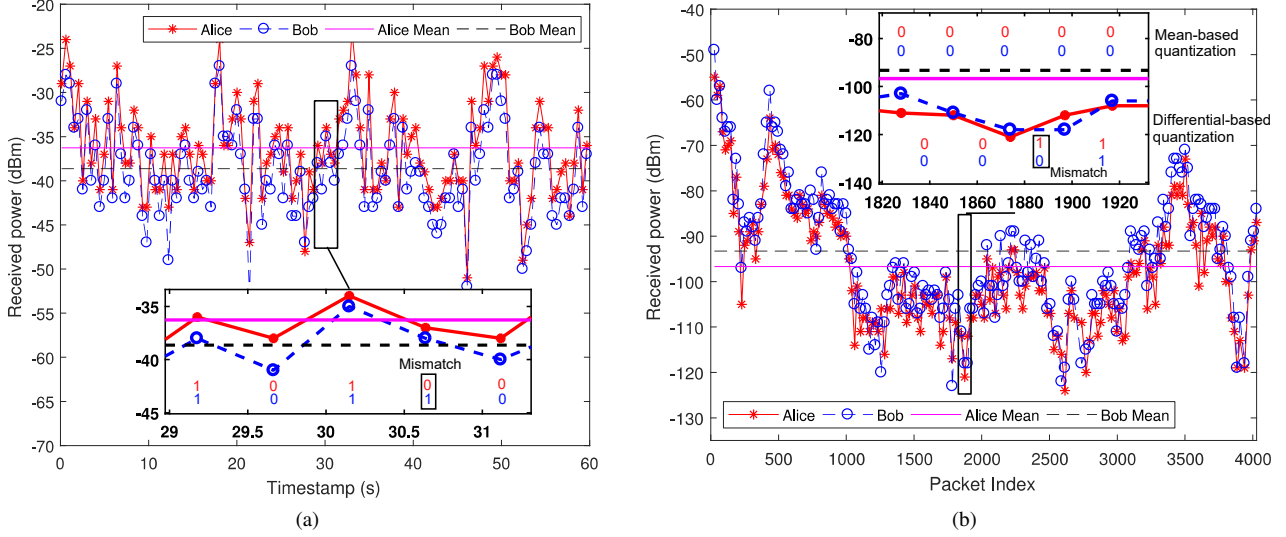 Alice Bob Alice Mean Bob Mean
Received power (dBm)
-20
-25
-30
-35
-40
-45
-50
-55
-60
-65
-70
-35
-40
-45
Mismatch
1 0 1 0 0
1 0 1 1 0
29 29.5 30 30.5 31
0 10 20 30 40 50 60
Timestamp (s)
(a)
Received power (dBm)
-40
-50
-60
-70
-80
-90
-100
-110
-120
-130
-80
-100
-120
-140
0 0 0 0 0
0 0 0 0 0
Mean-based
quantization
Differential-based
quantization
0 0 1 1
0 0 0 1
Mismatch
1820 1840 1860 1880 1900 1920
Alice Bob Alice Mean Bob Mean
0 500 1000 1500 2000 2500 3000 3500 4000
Packet Index
(b)